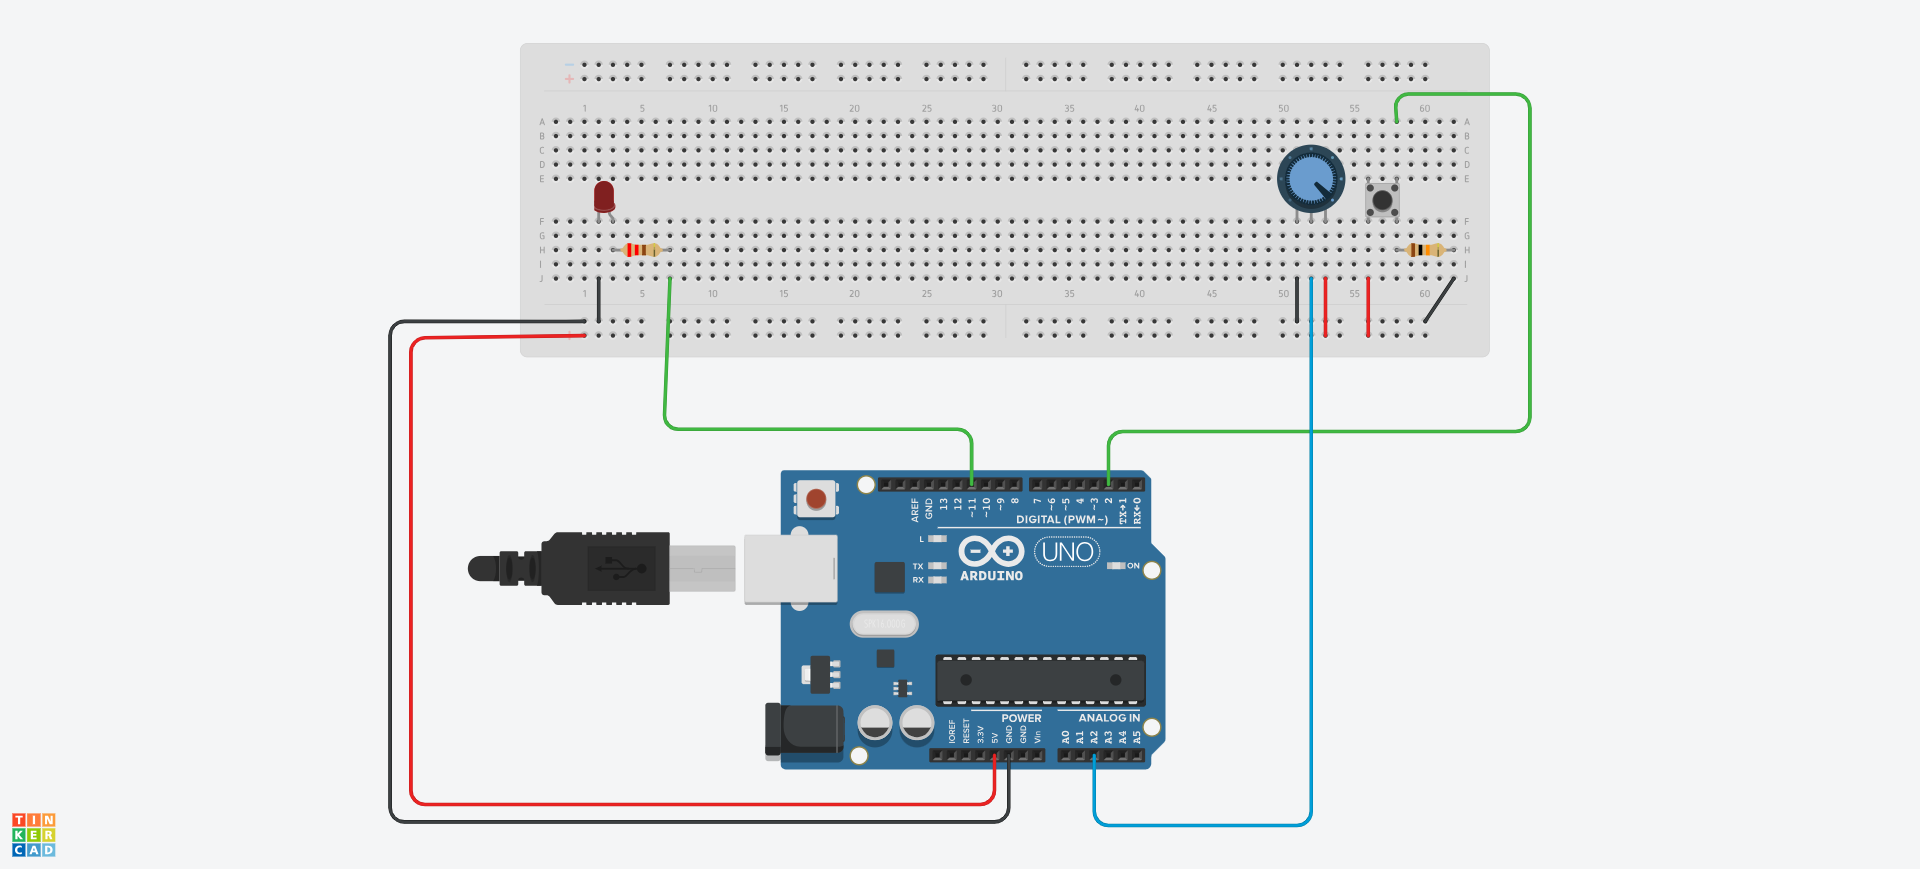 − +
1 5 10 15 20 25 30 35 40 45 50 55 60
A A
B B
C C
D D
E E
F F
G G
H H
I I
J J
1 5 10 15 20 25 30 35 40 45 50 55 60
AREF GND 13 12 ~11 ~10 ~9 8 7 ~6 ~5 4 ~3 2 TX→1 RX←0
DIGITAL (PWM~)
L
UNO
TX
RX
ON
ARDUINO
POWER ANALOG IN
IOREF RESET 3.3V 5V GND GND Vin A0 A1 A2 A3 A4 A5
TIN
KER
CAD